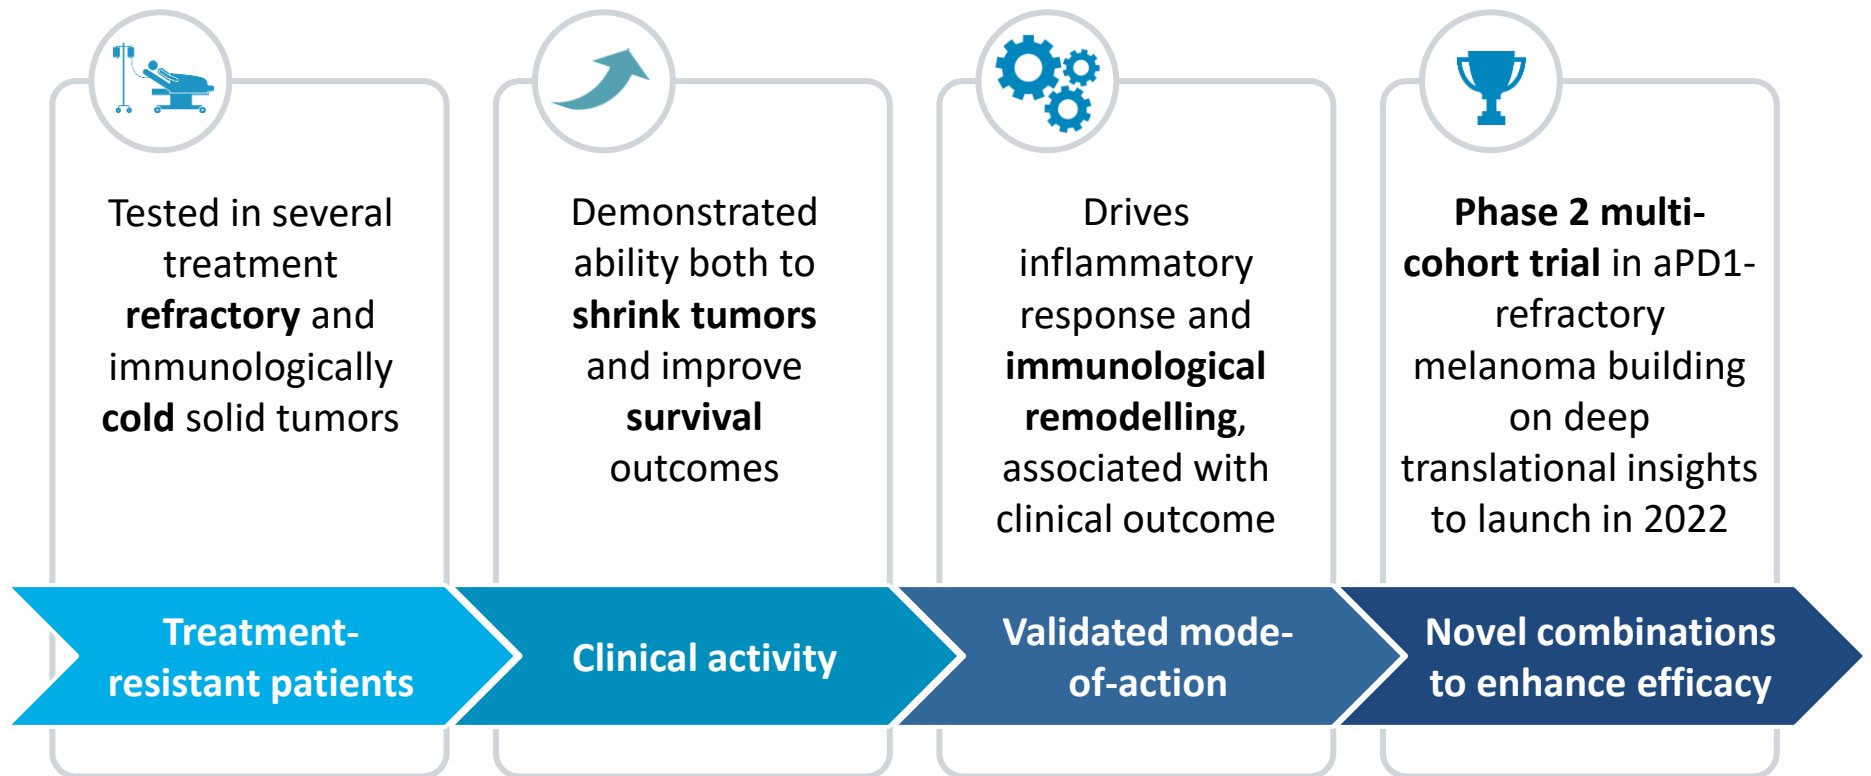 Tested in several
treatment
refractory and
immunologically
cold solid tumors
Treatment-
resistant patients
Demonstrated
ability both to
shrink tumors
and improve
survival
outcomes
Clinical activity
Drives
inflammatory
response and
immunological
remodelling,
associated with
clinical outcome
Validated mode-
of-action
Phase 2 multi-
cohort trial in aPD1-
refractory
melanoma building
on deep
translational insights
to launch in 2022
Novel combinations
to enhance efficacy